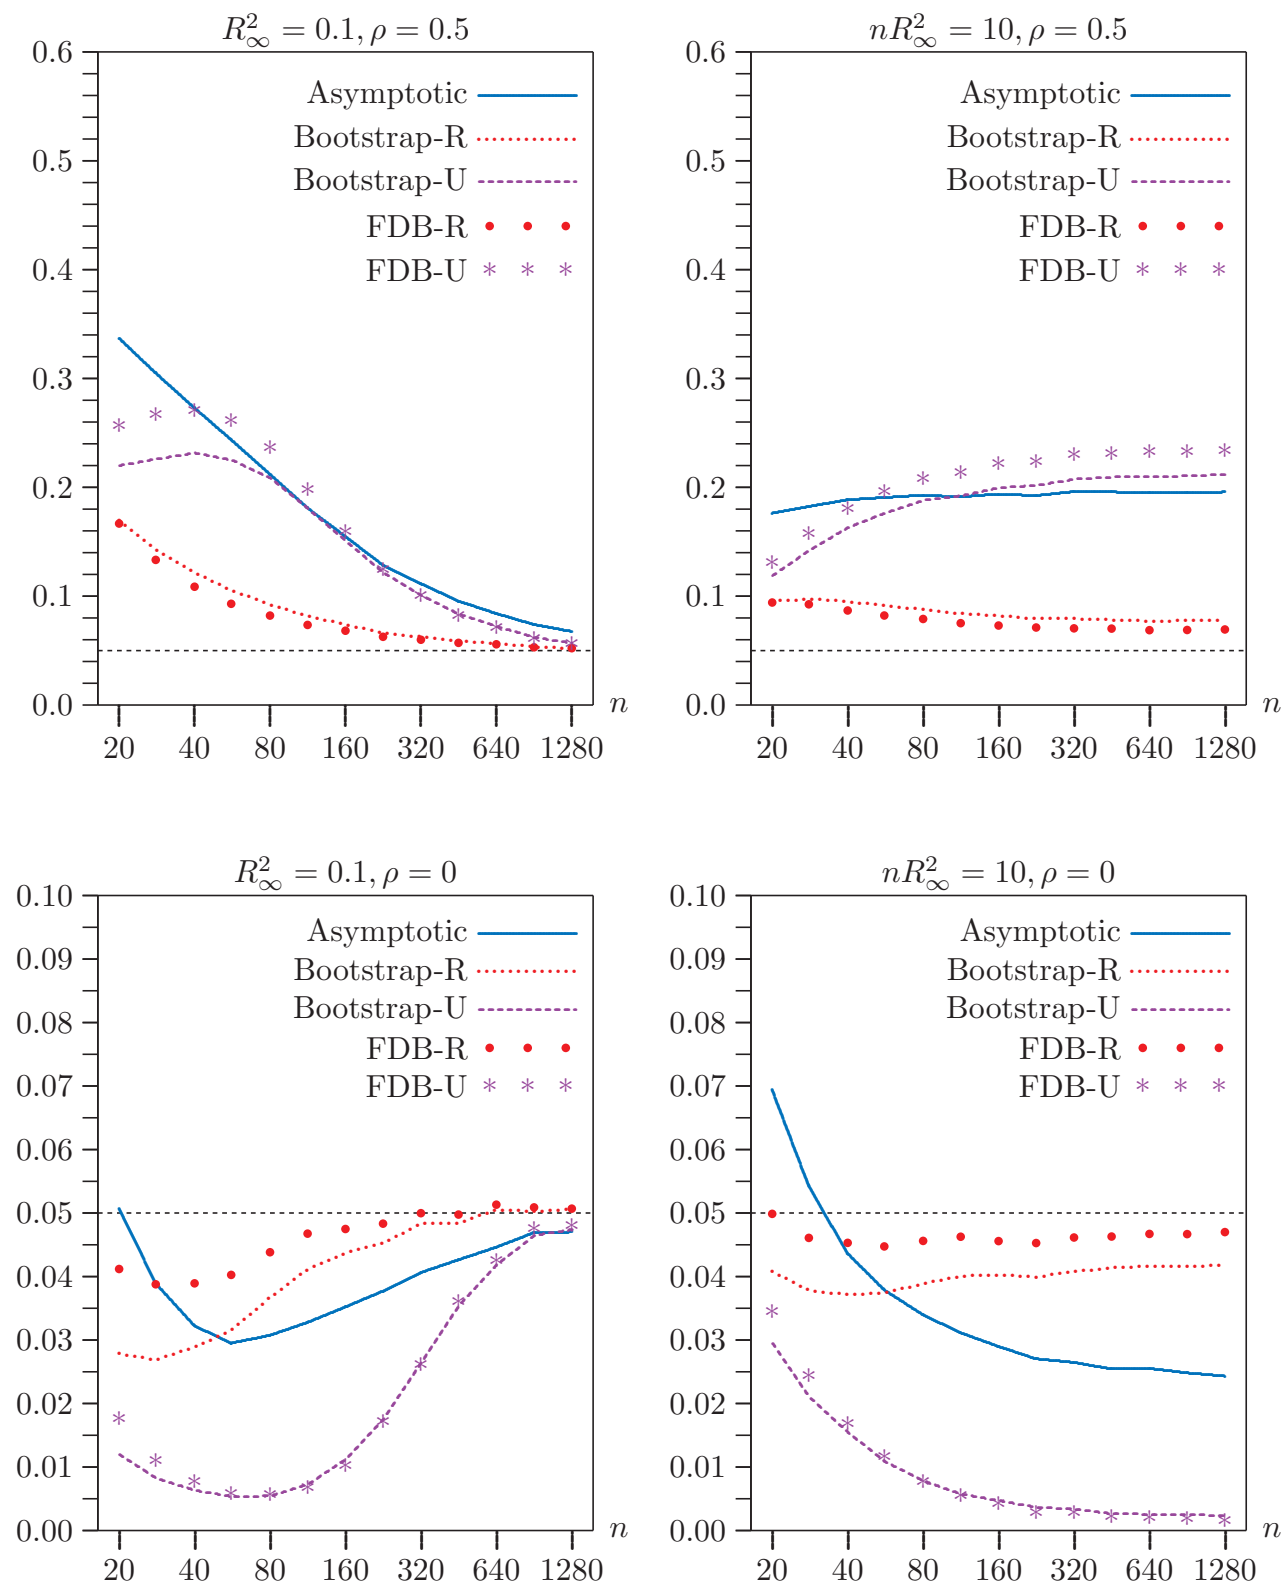 R²∞ = 0.1, ρ = 0.5
0.6
0.5
0.4
0.3
0.2
0.1
0.0
Asymptotic
Bootstrap-R
Bootstrap-U
FDB-R
FDB-U
20 40 80 160 320 640 1280
n
nR²∞ = 10, ρ = 0.5
0.6
0.5
0.4
0.3
0.2
0.1
0.0
Asymptotic
Bootstrap-R
Bootstrap-U
FDB-R
FDB-U
20 40 80 160 320 640 1280
n
R²∞ = 0.1, ρ = 0
0.10
0.09
0.08
0.07
0.06
0.05
0.04
0.03
0.02
0.01
0.00
Asymptotic
Bootstrap-R
Bootstrap-U
FDB-R
FDB-U
20 40 80 160 320 640 1280
n
nR²∞ = 10, ρ = 0
0.10
0.09
0.08
0.07
0.06
0.05
0.04
0.03
0.02
0.01
0.00
Asymptotic
Bootstrap-R
Bootstrap-U
FDB-R
FDB-U
20 40 80 160 320 640 1280
n